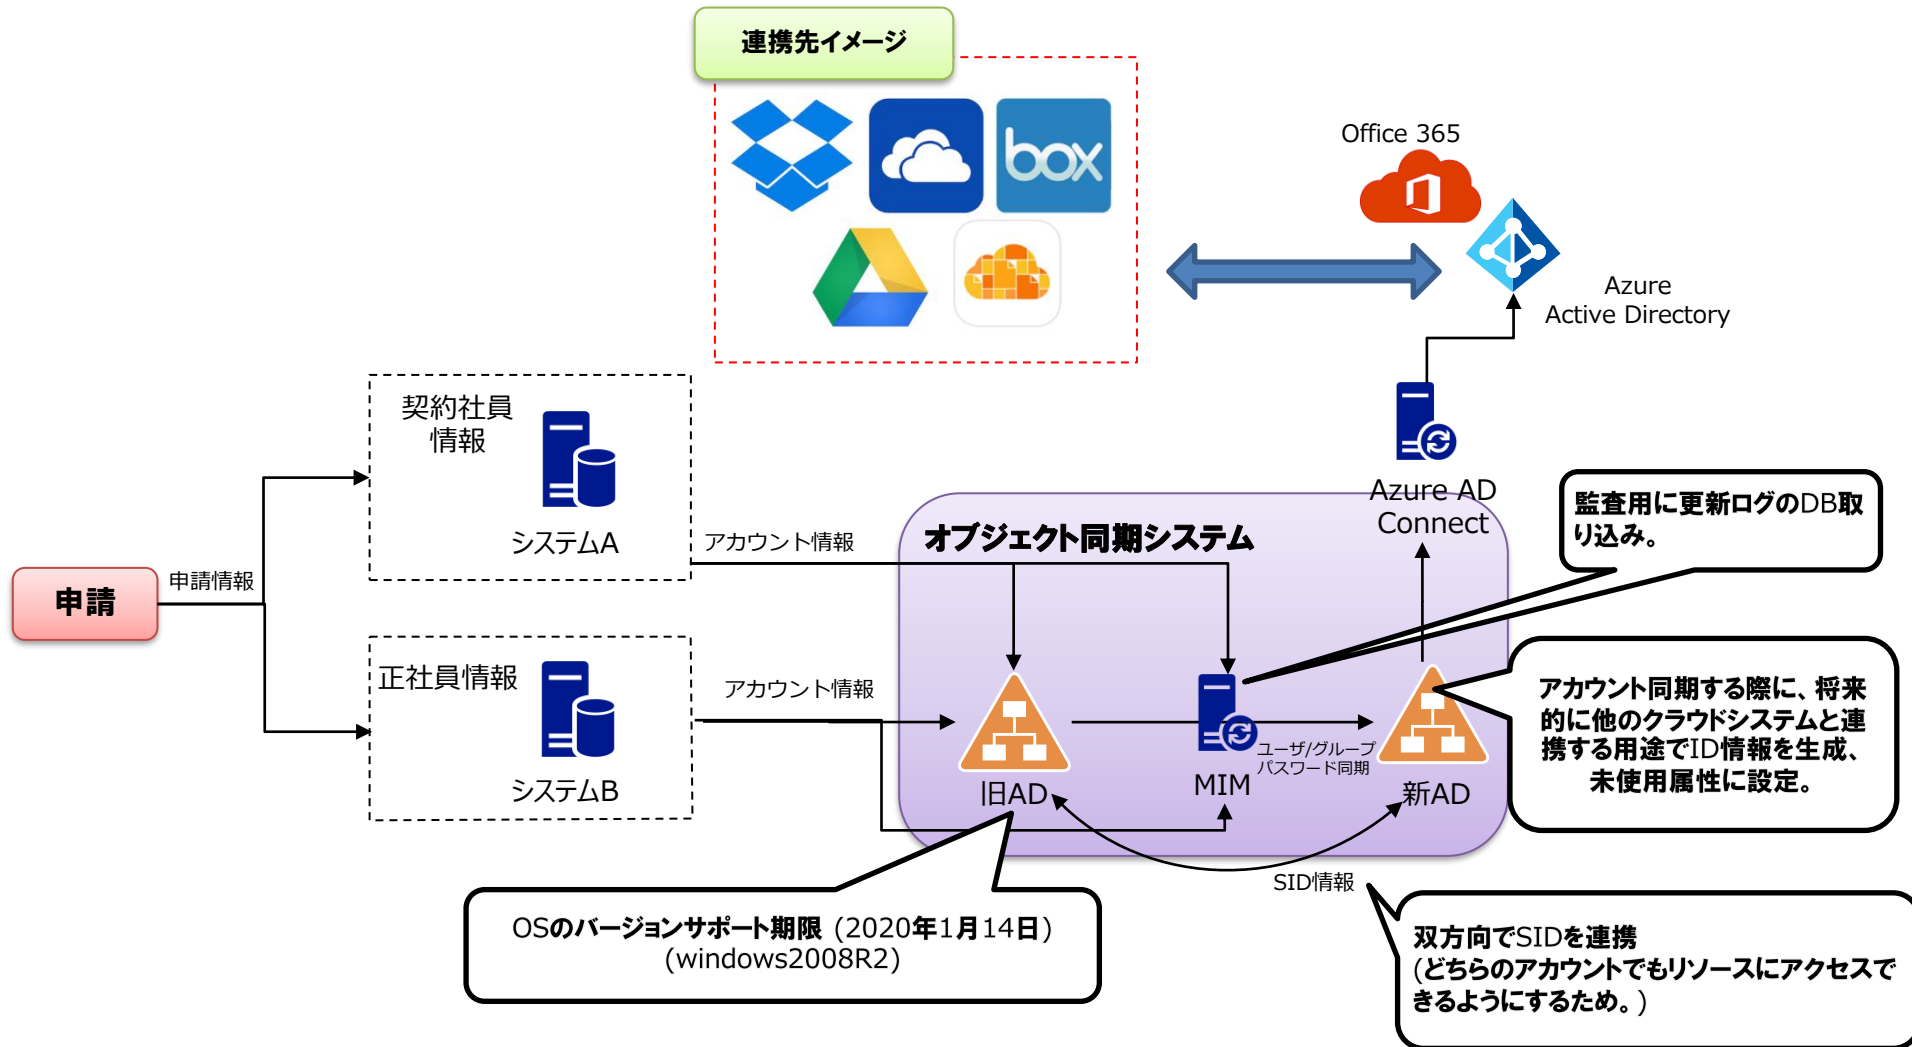 連携先イメージ
box
Office 365
Azure
Active Directory
契約社員
情報
システムA
アカウント情報
オブジェクト同期システム
Azure AD
Connect
監査用に更新ログのDB取
り込み。
申請
申請情報
正社員情報
システムB
アカウント情報
旧AD
MIM
ユーザ/グループ
パスワード同期
新AD
アカウント同期する際に、将来
的に他のクラウドシステムと連
携する用途でID情報を生成、
未使用属性に設定。
SID情報
OSのバージョンサポート期限 (2020年1月14日)
(windows2008R2)
双方向でSIDを連携
(どちらのアカウントでもリソースにアクセスで
きるようにするため。)